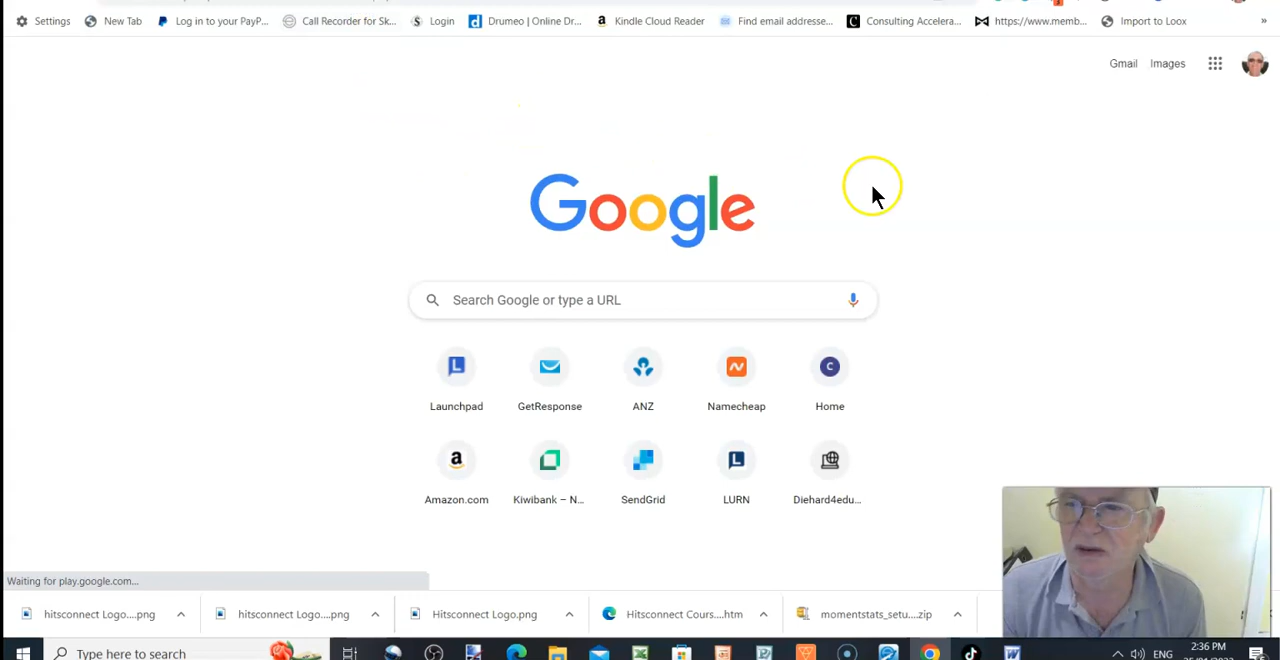 Settings New Tab Log in to your PayP... Call Recorder for Sk... Login Drumeo | Online Dr... Kindle Cloud Reader Find email addresse... Consulting Accelera... https://www.memb... Import to Loox »
Gmail Images
Google
Search Google or type a URL
Launchpad GetResponse ANZ Namecheap Home
Amazon.com Kiwibank – N... SendGrid LURN Diehard4edu...
Waiting for play.google.com...
hitsconnect Logo....png hitsconnect Logo....png Hitsconnect Logo.png Hitsconnect Cours....htm momentstats_setu....zip
Type here to search ENG 2:36 PM